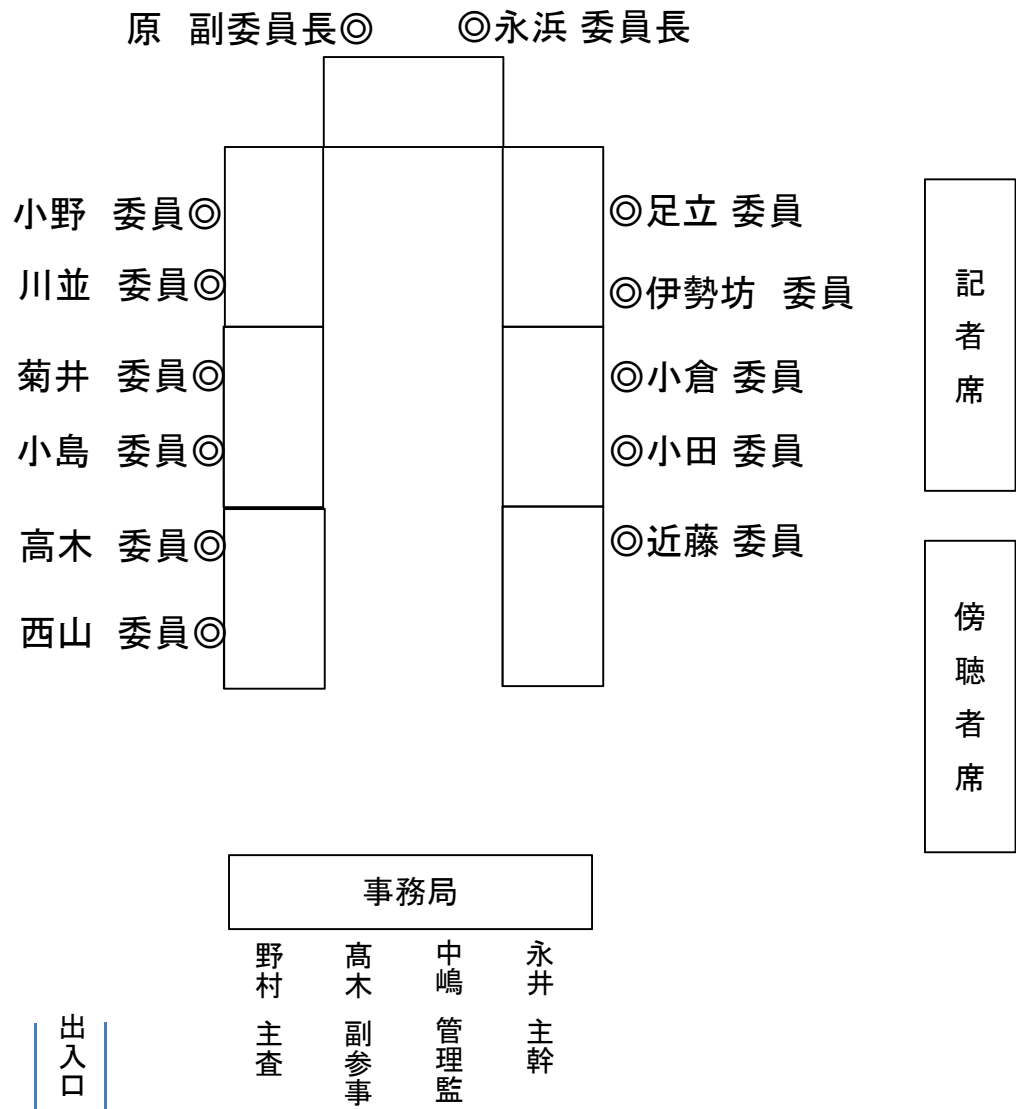 原 副委員長◎ ◎永浜 委員長
小野 委員◎
川並 委員◎
菊井 委員◎
小島 委員◎
高木 委員◎
西山 委員◎
◎足立 委員
◎伊勢坊 委員
◎小倉 委員
◎小田 委員
◎近藤 委員
記者席
傍聴者席
事務局
野村 主査
髙木 副参事
中嶋 管理監
永井 主幹
出入口